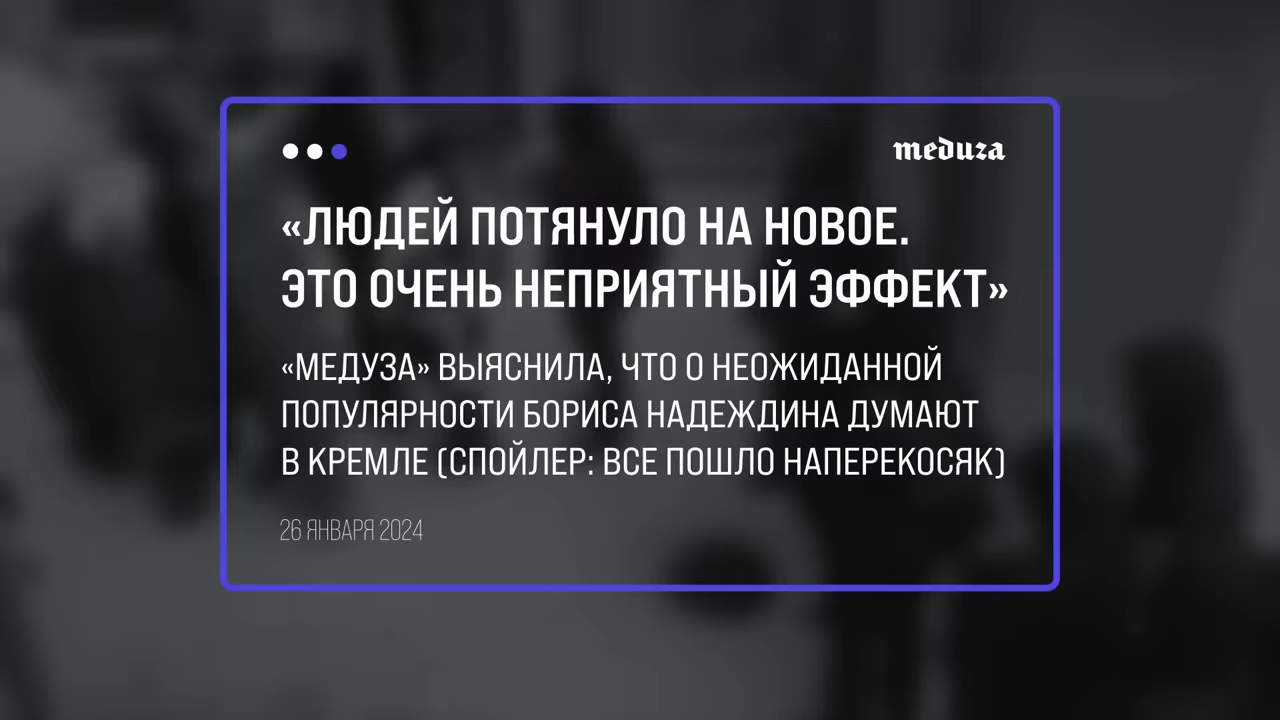 meduza
«ЛЮДЕЙ ПОТЯНУЛО НА НОВОЕ.
ЭТО ОЧЕНЬ НЕПРИЯТНЫЙ ЭФФЕКТ»
«МЕДУЗА» ВЫЯСНИЛА, ЧТО О НЕОЖИДАННОЙ
ПОПУЛЯРНОСТИ БОРИСА НАДЕЖДИНА ДУМАЮТ
В КРЕМЛЕ (СПОЙЛЕР: ВСЕ ПОШЛО НАПЕРЕКОСЯК)
26 ЯНВАРЯ 2024